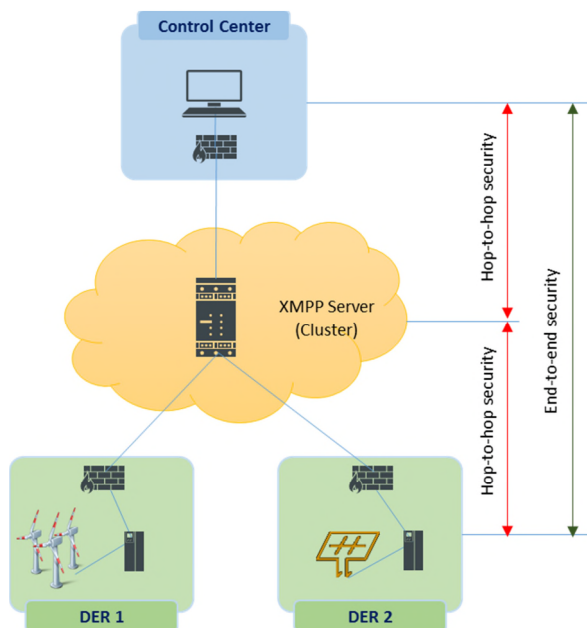 Control Center
XMPP Server
(Cluster)
Hop-to-hop security
Hop-to-hop security
End-to-end security
DER 1
DER 2